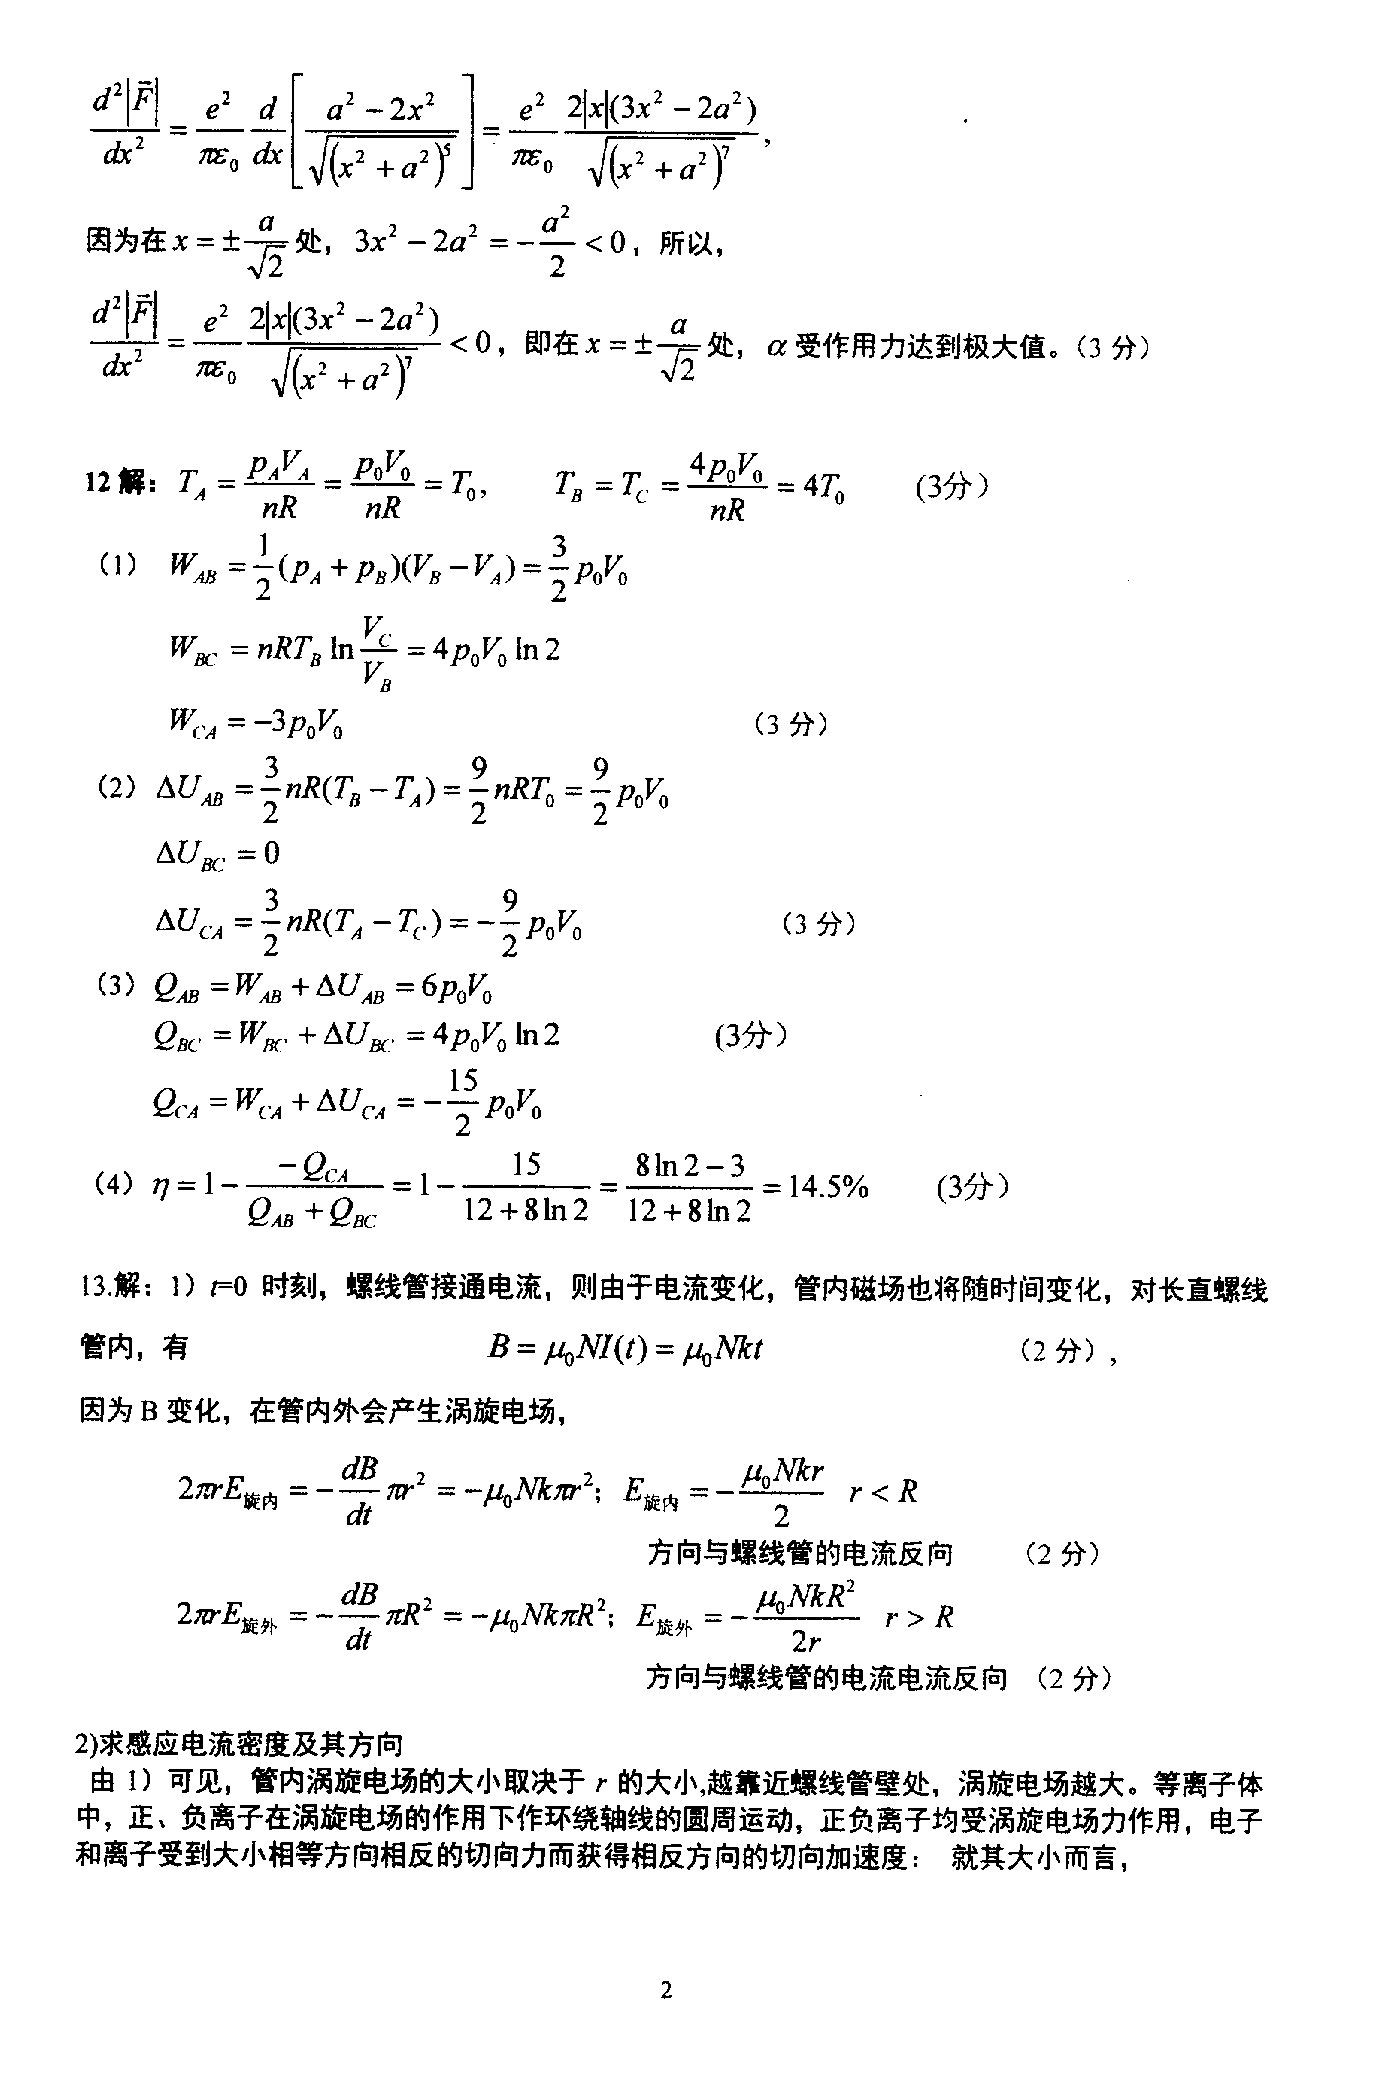 $\frac{d^2|\vec{F}|}{dx^2} = \frac{e^2}{\pi\varepsilon_0}\frac{d}{dx}\left[\frac{a^2-2x^2}{\sqrt{(x^2+a^2)^5}}\right] = \frac{e^2}{\pi\varepsilon_0}\frac{2|x|(3x^2-2a^2)}{\sqrt{(x^2+a^2)^7}}$,
因为在 $x=\pm\frac{a}{\sqrt{2}}$ 处，$3x^2-2a^2=-\frac{a^2}{2}<0$，所以，
$\frac{d^2|\vec{F}|}{dx^2} = \frac{e^2}{\pi\varepsilon_0}\frac{2|x|(3x^2-2a^2)}{\sqrt{(x^2+a^2)^7}}<0$，即在 $x=\pm\frac{a}{\sqrt{2}}$ 处，$\alpha$ 受作用力达到极大值。（3 分）
12 解：$T_A=\frac{p_AV_A}{nR}=\frac{p_0V_0}{nR}=T_0$, $T_B=T_C=\frac{4p_0V_0}{nR}=4T_0$ (3分）
（1） $W_{AB}=\frac{1}{2}(p_A+p_B)(V_B-V_A)=\frac{3}{2}p_0V_0$
$W_{BC}=nRT_B\ln\frac{V_C}{V_B}=4p_0V_0\ln 2$
$W_{CA}=-3p_0V_0$ （3 分）
（2） $\Delta U_{AB}=\frac{3}{2}nR(T_B-T_A)=\frac{9}{2}nRT_0=\frac{9}{2}p_0V_0$
$\Delta U_{BC}=0$
$\Delta U_{CA}=\frac{3}{2}nR(T_A-T_C)=-\frac{9}{2}p_0V_0$ （3 分）
（3） $Q_{AB}=W_{AB}+\Delta U_{AB}=6p_0V_0$
$Q_{BC}=W_{BC}+\Delta U_{BC}=4p_0V_0\ln 2$ (3分）
$Q_{CA}=W_{CA}+\Delta U_{CA}=-\frac{15}{2}p_0V_0$
（4） $\eta=1-\frac{-Q_{CA}}{Q_{AB}+Q_{BC}}=1-\frac{15}{12+8\ln 2}=\frac{8\ln 2-3}{12+8\ln 2}=14.5\%$ (3分）
13.解：1）t=0 时刻，螺线管接通电流，则由于电流变化，管内磁场也将随时间变化，对长直螺线
管内，有 $B=\mu_0NI(t)=\mu_0Nkt$ （2 分）,
因为 B 变化，在管内外会产生涡旋电场，
$2\pi rE_{旋内}=-\frac{dB}{dt}\pi r^2=-\mu_0Nk\pi r^2$；$E_{旋内}=-\frac{\mu_0Nkr}{2}$ $r<R$
方向与螺线管的电流反向 （2 分）
$2\pi rE_{旋外}=-\frac{dB}{dt}\pi R^2=-\mu_0Nk\pi R^2$；$E_{旋外}=-\frac{\mu_0NkR^2}{2r}$ $r>R$
方向与螺线管的电流电流反向 （2 分）
2)求感应电流密度及其方向
由 1）可见，管内涡旋电场的大小取决于 r 的大小,越靠近螺线管壁处，涡旋电场越大。等离子体
中，正、负离子在涡旋电场的作用下作环绕轴线的圆周运动，正负离子均受涡旋电场力作用，电子
和离子受到大小相等方向相反的切向力而获得相反方向的切向加速度： 就其大小而言，
2